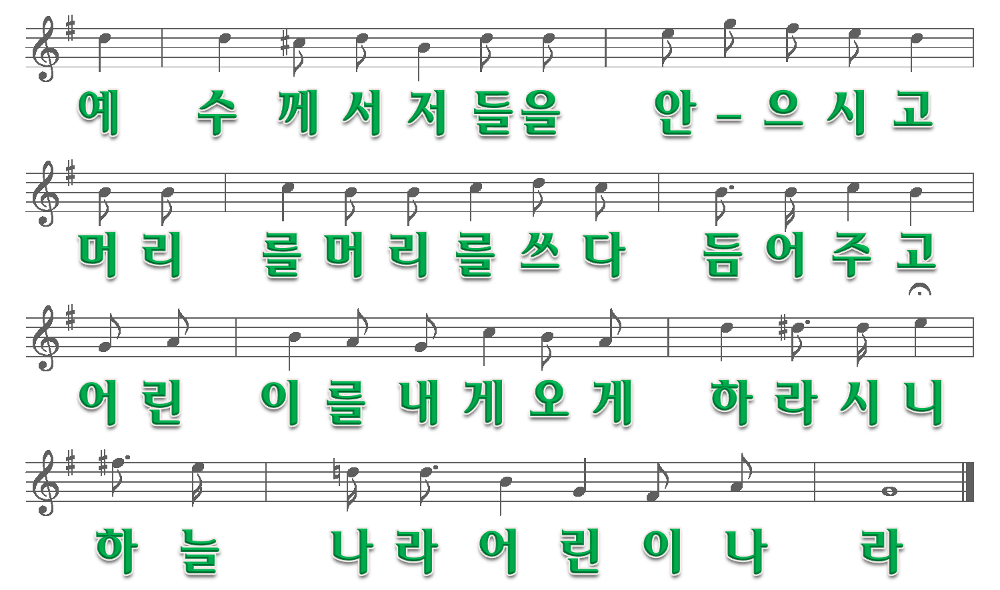 예 수 께 서 저 들 을 안 – 으 시 고
머 리 를 머 리 를 쓰 다 듬 어 주 고
어 린 이 를 내 게 오 게 하 라 시 니
하 늘 나 라 어 린 이 나 라